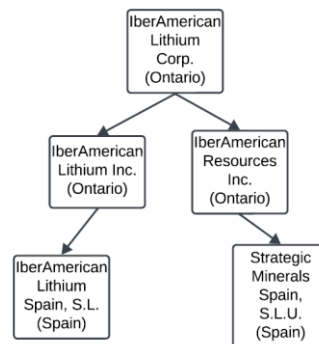 IberAmerican
Lithium
Corp.
(Ontario)
IberAmerican
Lithium Inc.
(Ontario)
IberAmerican
Resources
Inc.
(Ontario)
IberAmerican
Lithium
Spain, S.L.
(Spain)
Strategic
Minerals
Spain,
S.L.U.
(Spain)